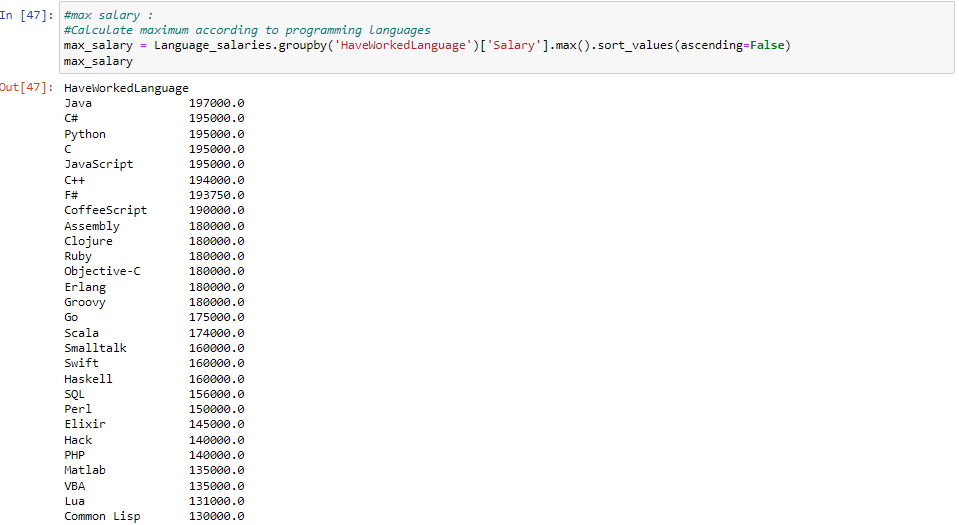 In [47]: #max salary :
#Calculate maximum according to programming languages
max_salary = Language_salaries.groupby('HaveWorkedLanguage')['Salary'].max().sort_values(ascending=False)
max_salary
Out[47]: HaveWorkedLanguage
Java 197000.0
C# 195000.0
Python 195000.0
C 195000.0
JavaScript 195000.0
C++ 194000.0
F# 193750.0
CoffeeScript 190000.0
Assembly 180000.0
Clojure 180000.0
Ruby 180000.0
Objective-C 180000.0
Erlang 180000.0
Groovy 180000.0
Go 175000.0
Scala 174000.0
Smalltalk 160000.0
Swift 160000.0
Haskell 160000.0
SQL 156000.0
Perl 150000.0
Elixir 145000.0
Hack 140000.0
PHP 140000.0
Matlab 135000.0
VBA 135000.0
Lua 131000.0
Common Lisp 130000.0